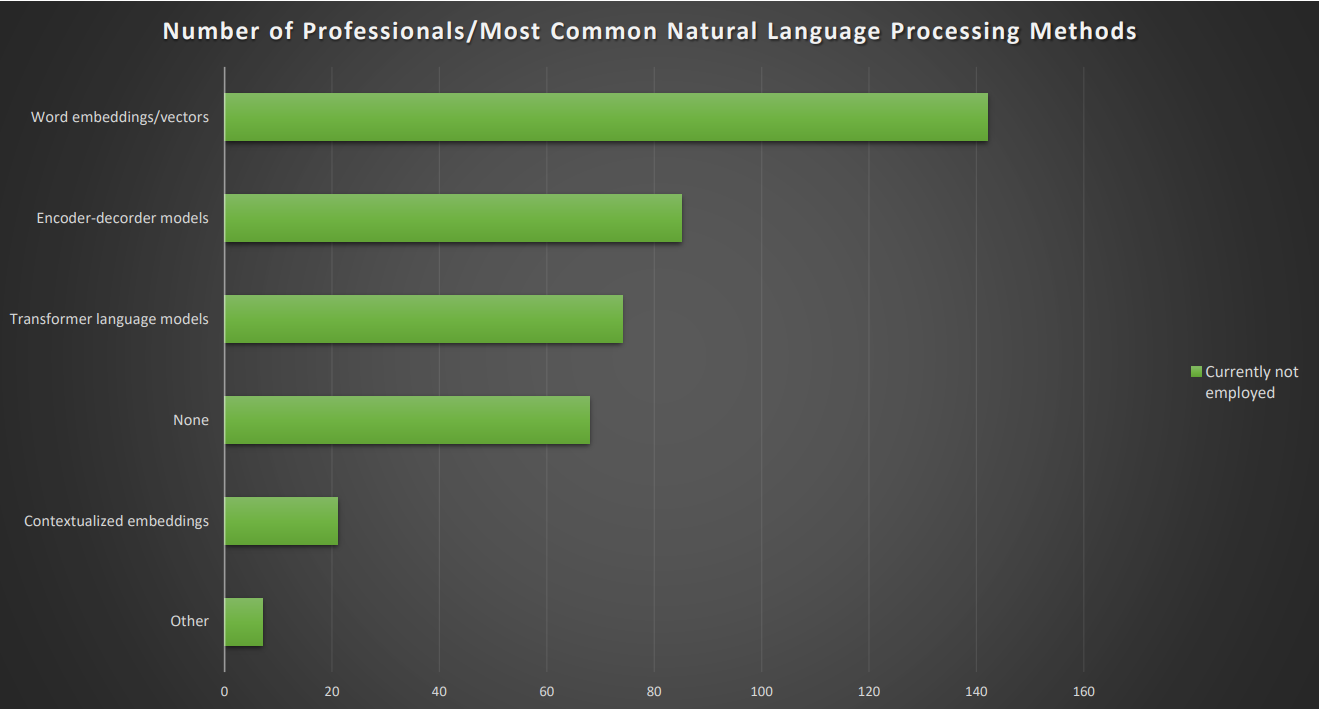 Number of Professionals/Most Common Natural Language Processing Methods
Word embeddings/vectors
Encoder-decorder models
Transformer language models
None
Contextualized embeddings
Other
0 20 40 60 80 100 120 140 160
Currently not
employed